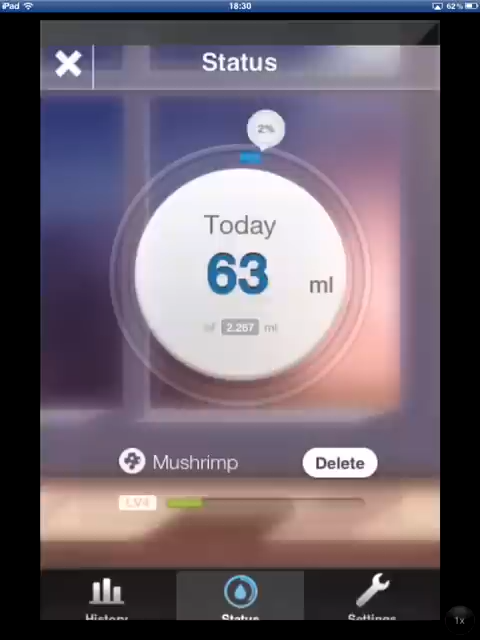 iPad 18:30 62%
Status
2%
Today
63 ml
of 2.267 ml
Mushrimp Delete
LV4
History Status Settings
1x